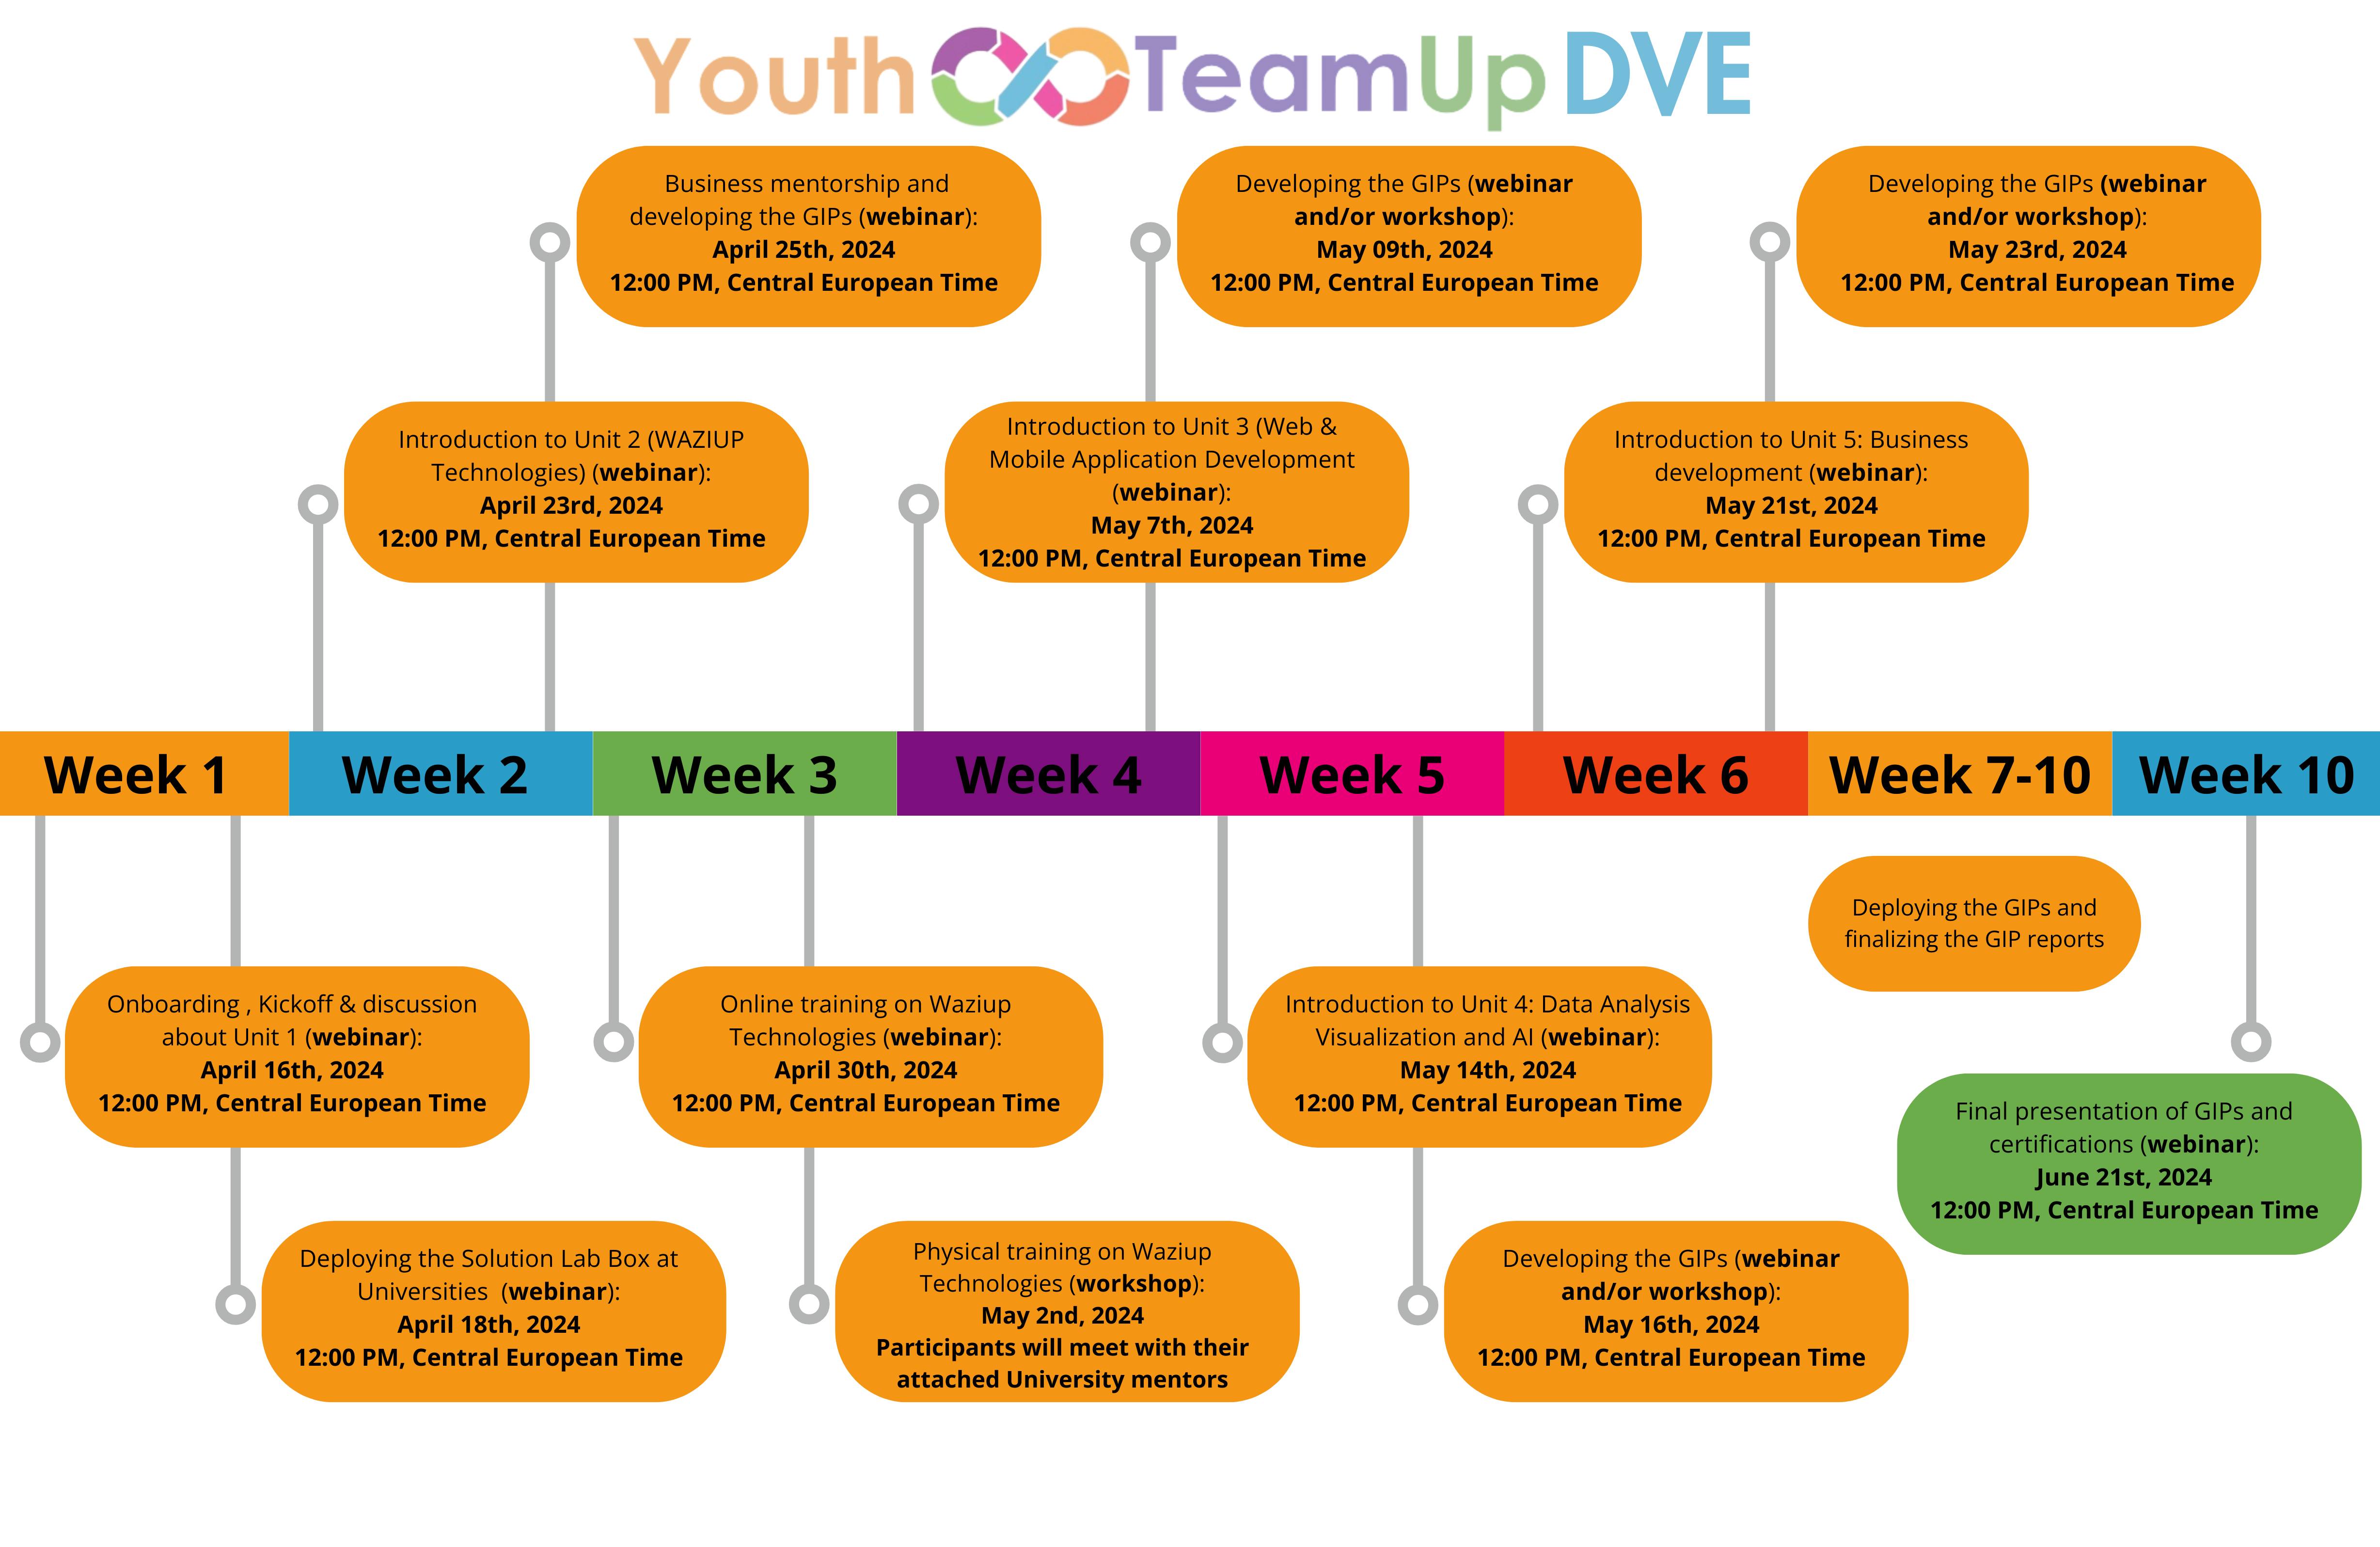 Youth TeamUp DVE
Business mentorship and
developing the GIPs (webinar):
April 25th, 2024
12:00 PM, Central European Time
Developing the GIPs (webinar
and/or workshop):
May 09th, 2024
12:00 PM, Central European Time
Developing the GIPs (webinar
and/or workshop):
May 23rd, 2024
12:00 PM, Central European Time
Introduction to Unit 2 (WAZIUP
Technologies) (webinar):
April 23rd, 2024
12:00 PM, Central European Time
Introduction to Unit 3 (Web &
Mobile Application Development
(webinar):
May 7th, 2024
12:00 PM, Central European Time
Introduction to Unit 5: Business
development (webinar):
May 21st, 2024
12:00 PM, Central European Time
Week 1
Week 2
Week 3
Week 4
Week 5
Week 6
Week 7-10
Week 10
Deploying the GIPs and
finalizing the GIP reports
Onboarding , Kickoff & discussion
about Unit 1 (webinar):
April 16th, 2024
12:00 PM, Central European Time
Online training on Waziup
Technologies (webinar):
April 30th, 2024
12:00 PM, Central European Time
Introduction to Unit 4: Data Analysis
Visualization and AI (webinar):
May 14th, 2024
12:00 PM, Central European Time
Final presentation of GIPs and
certifications (webinar):
June 21st, 2024
12:00 PM, Central European Time
Deploying the Solution Lab Box at
Universities  (webinar):
April 18th, 2024
12:00 PM, Central European Time
Physical training on Waziup
Technologies (workshop):
May 2nd, 2024
Participants will meet with their
attached University mentors
Developing the GIPs (webinar
and/or workshop):
May 16th, 2024
12:00 PM, Central European Time